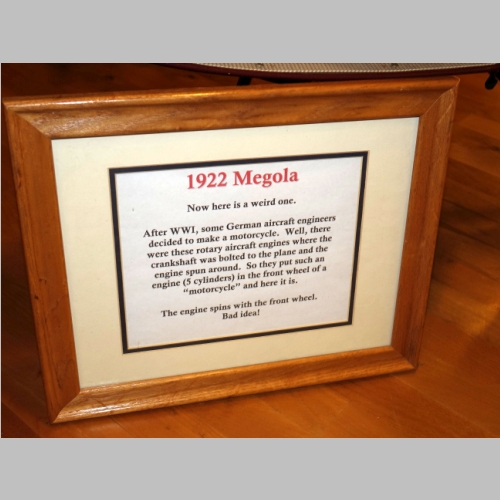 1922 Megola
Now here is a weird one.
After WWI, some German aircraft engineers
decided to make a motorcycle. Well, there
were these rotary aircraft engines where the
crankshaft was bolted to the plane and the
engine spun around. So they put such an
engine (5 cylinders) in the front wheel of a
“motorcycle” and here it is.
The engine spins with the front wheel.
Bad idea!